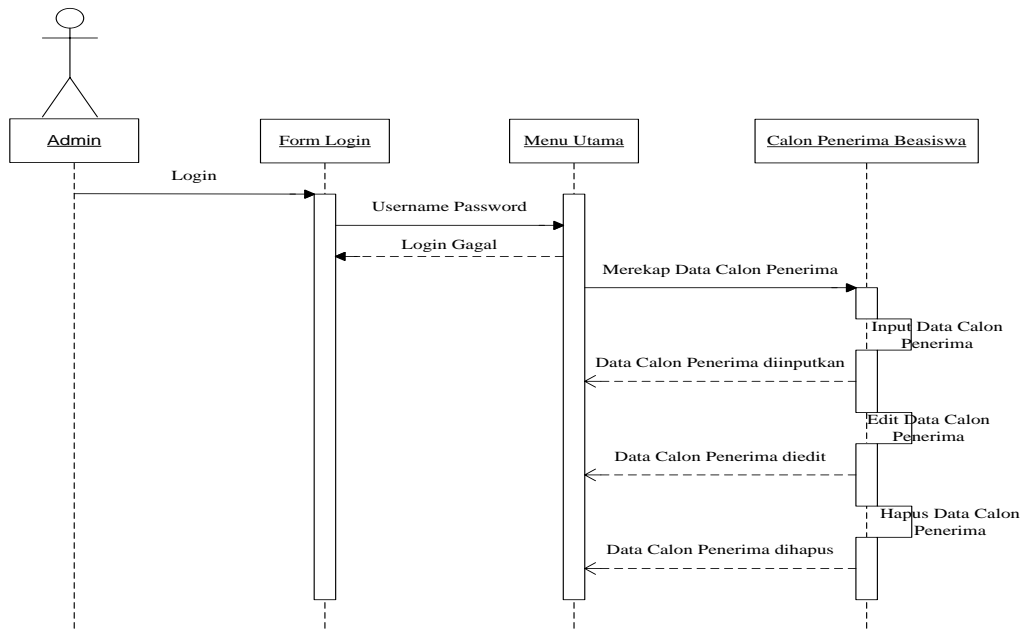 Admin
Form Login
Menu Utama
Calon Penerima Beasiswa
Login
Username Password
Login Gagal
Merekap Data Calon Penerima
Input Data Calon
Penerima
Data Calon Penerima diinputkan
Edit Data Calon
Penerima
Data Calon Penerima diedit
Hapus Data Calon
Penerima
Data Calon Penerima dihapus